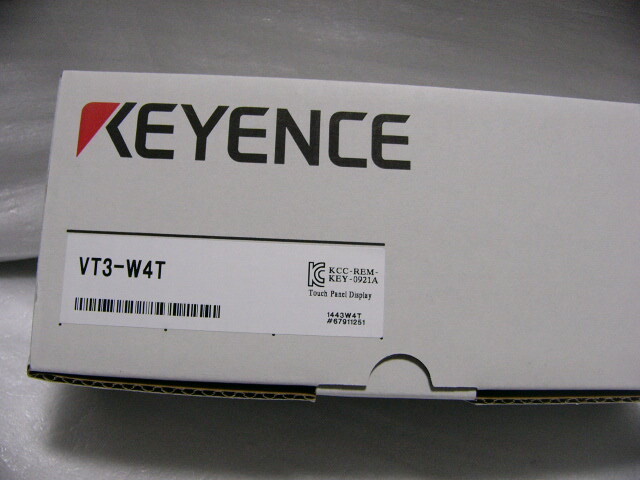 KEYENCE
VT3-W4T
KCC-REM-
KEY-0921A
Touch Panel Display
1443W4T
#67911251